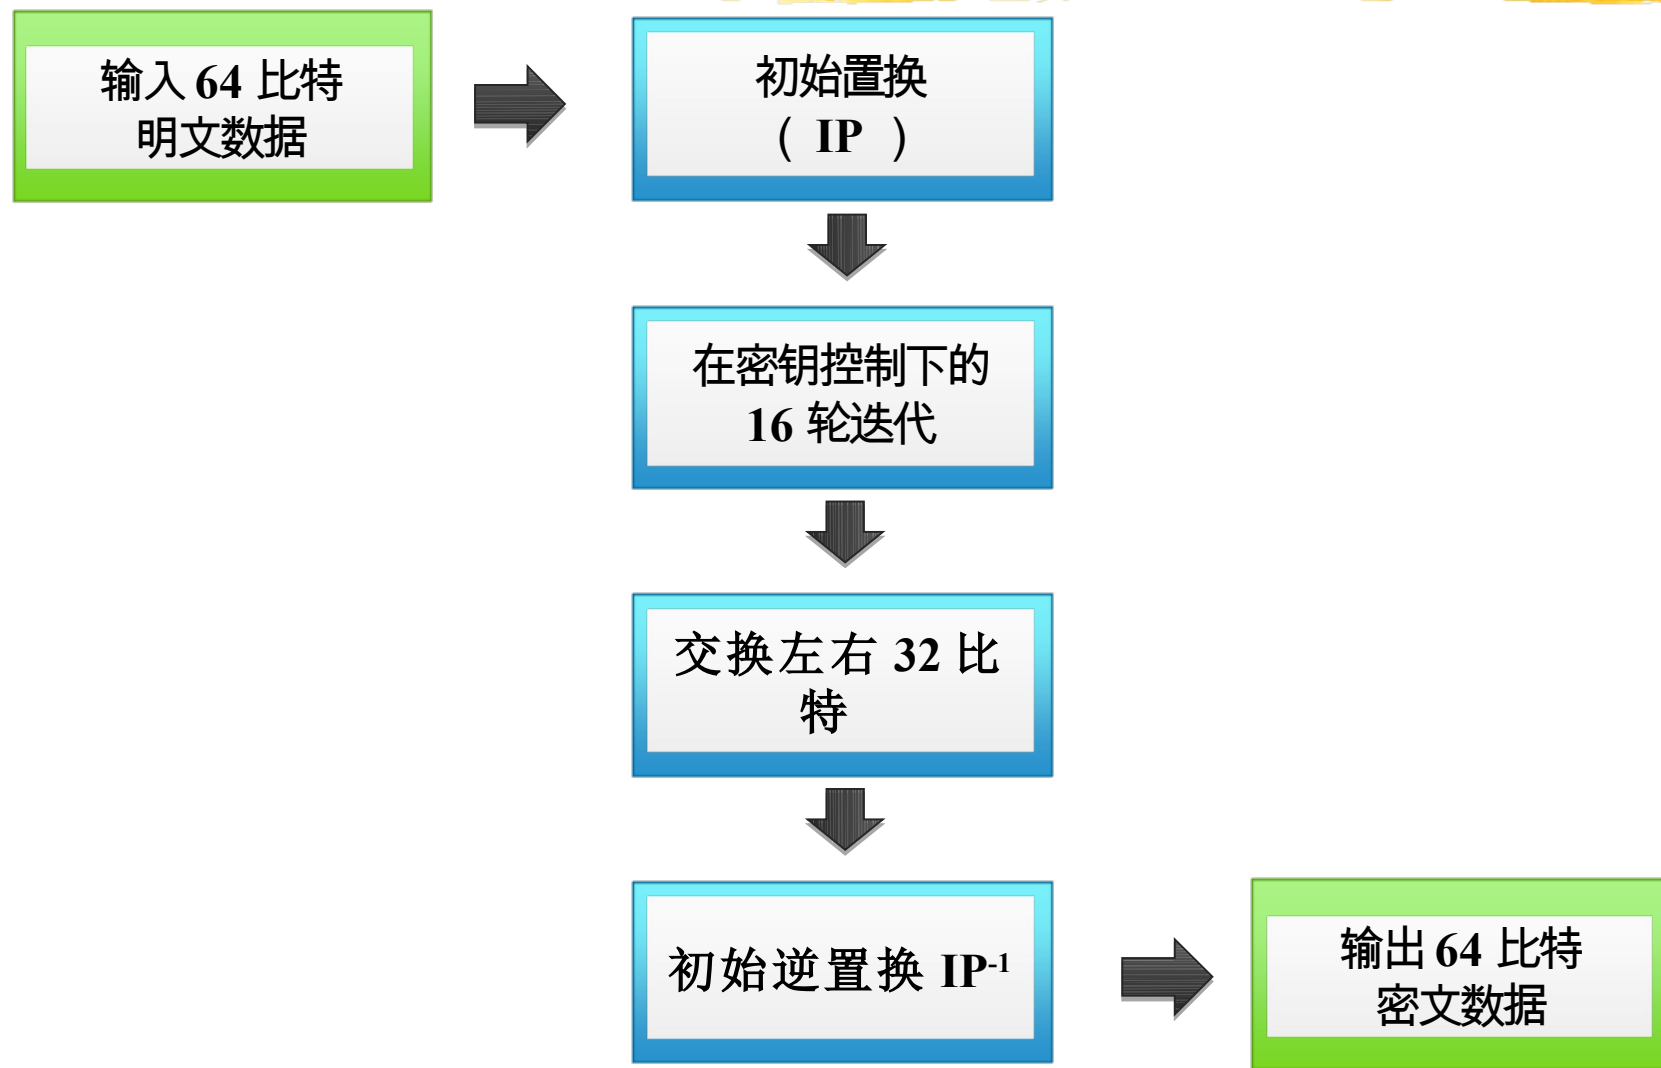 输入 64 比特
明文数据
初始置换
（ IP ）
在密钥控制下的
16 轮迭代
交换左右 32 比
特
初始逆置换 IP-1
输出 64 比特
密文数据